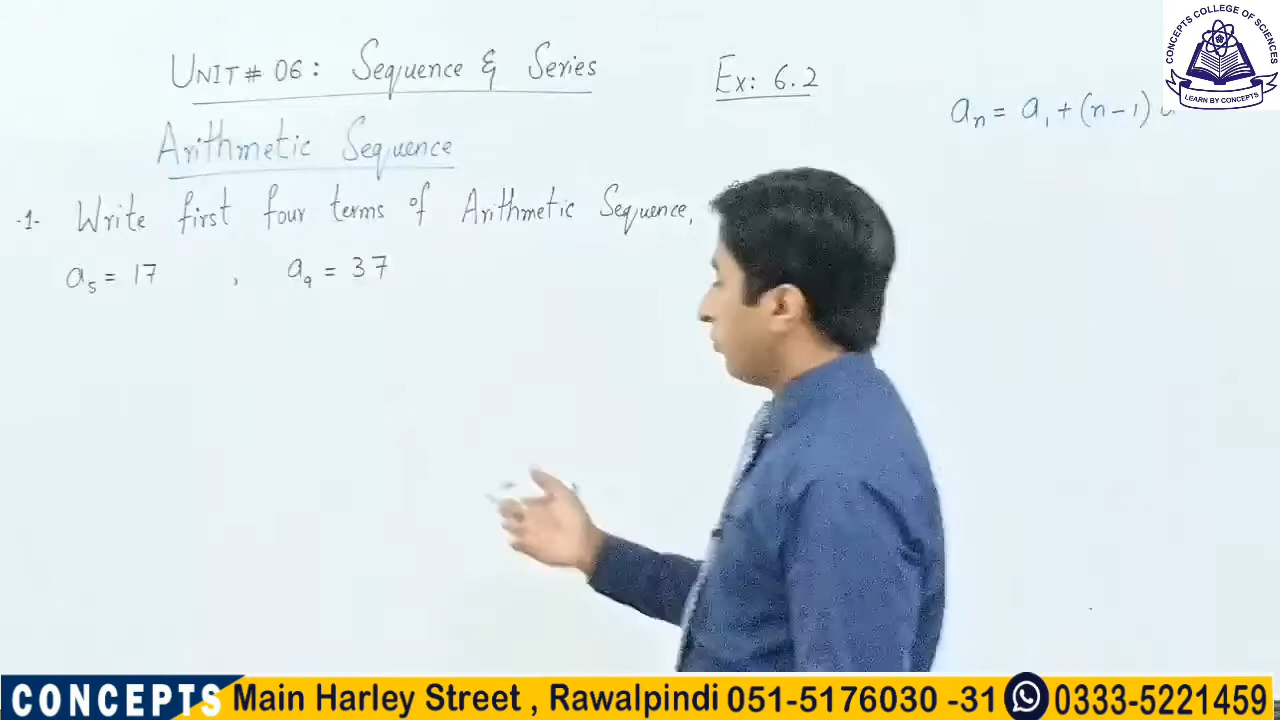 UNIT# 06: Sequence & Series
Ex: 6.2
CONCEPTS COLLEGE OF SCIENCES
LEARN BY CONCEPTS
aₙ = a₁ + (n-1)
Arithmetic Sequence
-1- Write first four terms of Arithmetic Sequence,
a₅ = 17 , a₉ = 37
CONCEPTS Main Harley Street , Rawalpindi 051-5176030 -31 0333-5221459